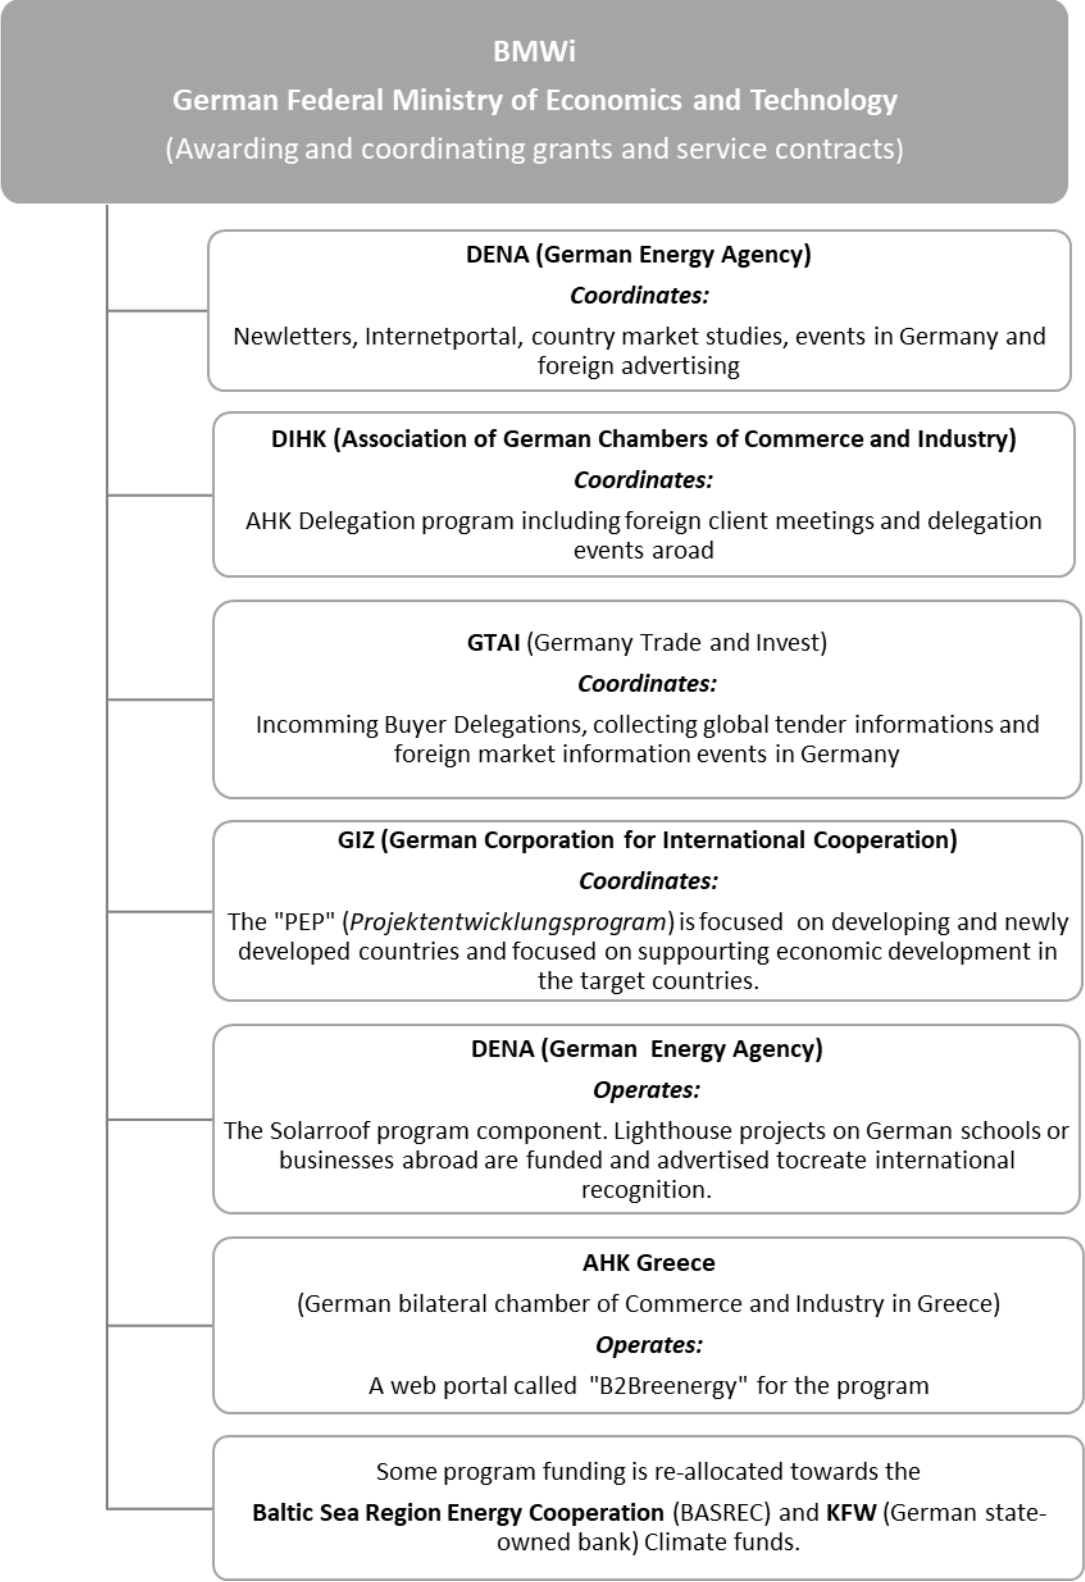 BMWi
German Federal Ministry of Economics and Technology
(Awarding and coordinating grants and service contracts)
DENA (German Energy Agency)
Coordinates:
Newletters, Internetportal, country market studies, events in Germany and
foreign advertising
DIHK (Association of German Chambers of Commerce and Industry)
Coordinates:
AHK Delegation program including foreign client meetings and delegation
events aroad
GTAI (Germany Trade and Invest)
Coordinates:
Incomming Buyer Delegations, collecting global tender informations and
foreign market information events in Germany
GIZ (German Corporation for International Cooperation)
Coordinates:
The "PEP" (Projektentwicklungsprogram) is focused on developing and newly
developed countries and focused on suppourting economic development in
the target countries.
DENA (German Energy Agency)
Operates:
The Solarroof program component. Lighthouse projects on German schools or
businesses abroad are funded and advertised tocreate international
recognition.
AHK Greece
(German bilateral chamber of Commerce and Industry in Greece)
Operates:
A web portal called "B2Breenergy" for the program
Some program funding is re-allocated towards the
Baltic Sea Region Energy Cooperation (BASREC) and KFW (German state-
owned bank) Climate funds.